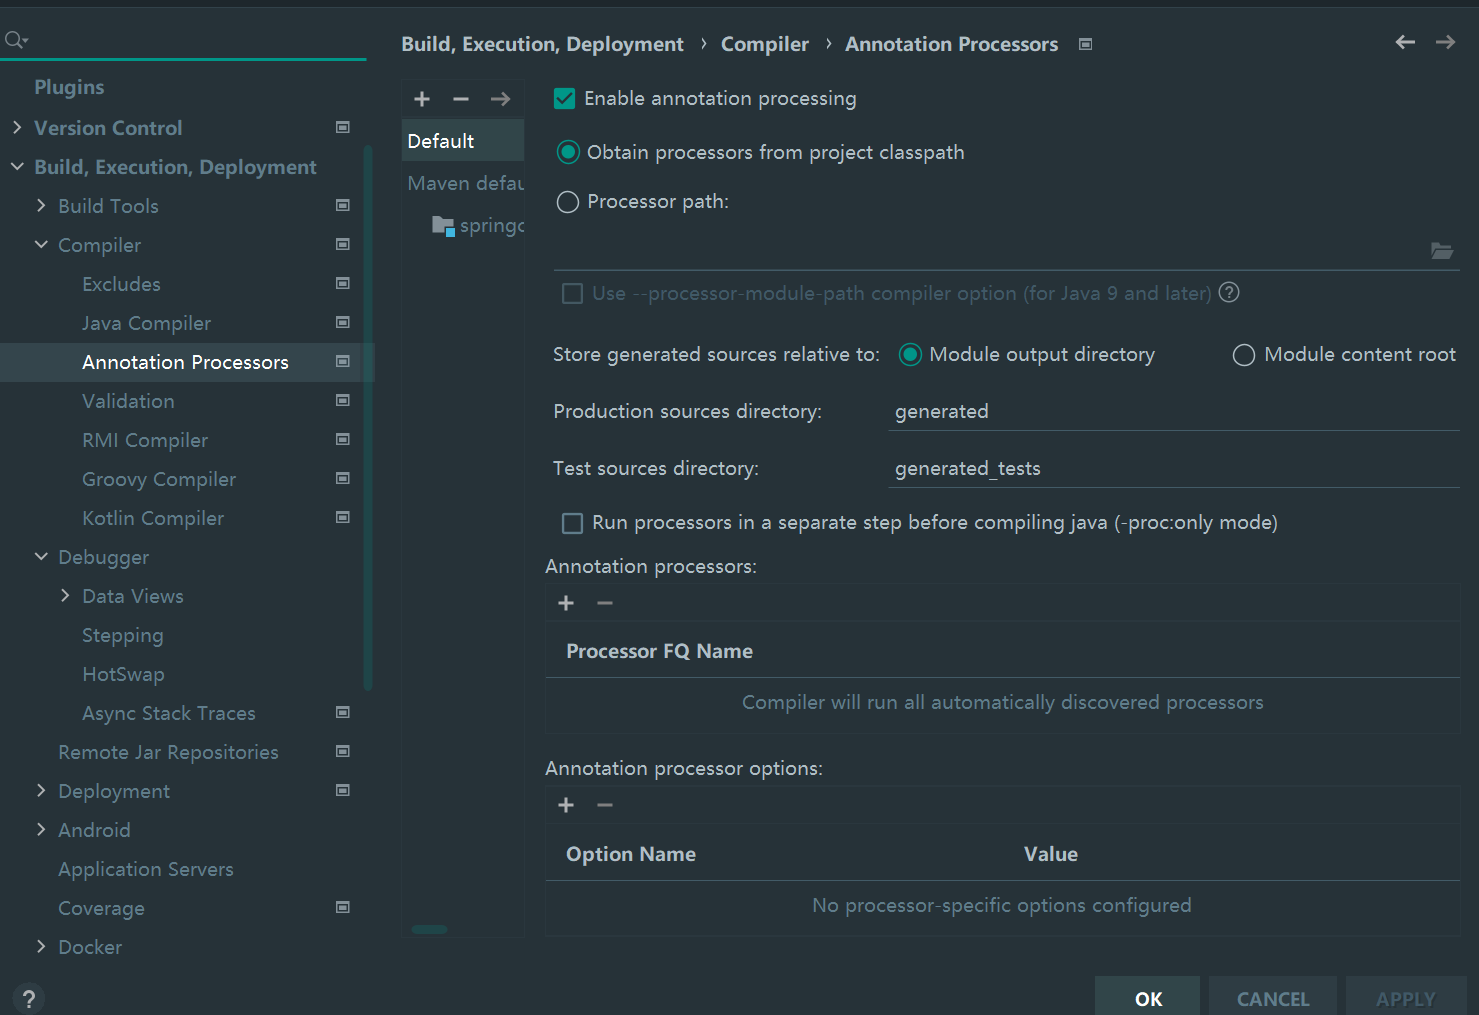 Plugins
Version Control
Build, Execution, Deployment
Build Tools
Compiler
Excludes
Java Compiler
Annotation Processors
Validation
RMI Compiler
Groovy Compiler
Kotlin Compiler
Debugger
Data Views
Stepping
HotSwap
Async Stack Traces
Remote Jar Repositories
Deployment
Android
Application Servers
Coverage
Docker
?
Build, Execution, Deployment › Compiler › Annotation Processors
Default
Maven defau
springc
Enable annotation processing
Obtain processors from project classpath
Processor path:
Use --processor-module-path compiler option (for Java 9 and later) ?
Store generated sources relative to: Module output directory Module content root
Production sources directory: generated
Test sources directory: generated_tests
Run processors in a separate step before compiling java (-proc:only mode)
Annotation processors:
Processor FQ Name
Compiler will run all automatically discovered processors
Annotation processor options:
Option Name Value
No processor-specific options configured
OK CANCEL APPLY